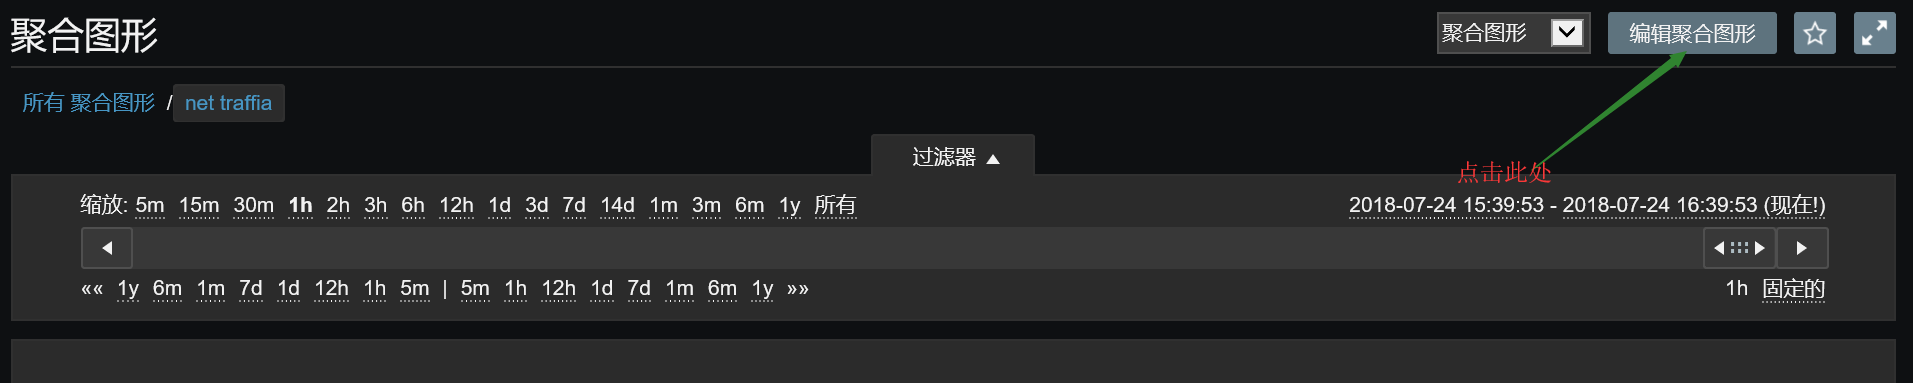 聚合图形 聚合图形 编辑聚合图形
所有 聚合图形 / net traffia
过滤器
点击此处
缩放: 5m 15m 30m 1h 2h 3h 6h 12h 1d 3d 7d 14d 1m 3m 6m 1y 所有 2018-07-24 15:39:53 - 2018-07-24 16:39:53 (现在!)
«« 1y 6m 1m 7d 1d 12h 1h 5m | 5m 1h 12h 1d 7d 1m 6m 1y »» 1h 固定的